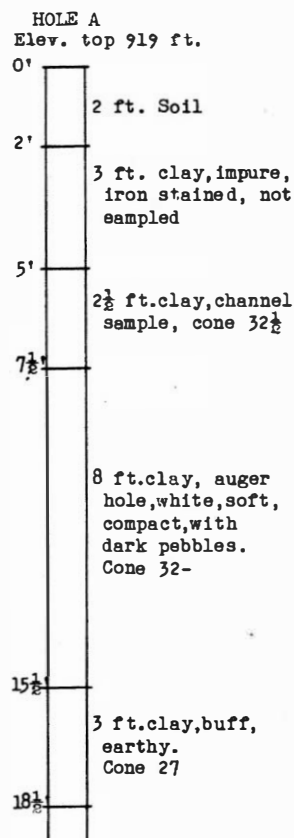 HOLE A
Elev. top 919 ft.
0'
2 ft. Soil
2'
3 ft. clay,impure,
iron stained, not
sampled
5'
2½ ft.clay,channel
sample, cone 32½
7½'
8 ft.clay, auger
hole,white,soft,
compact,with
dark pebbles.
Cone 32-
15½'
3 ft.clay,buff,
earthy.
Cone 27
18½'